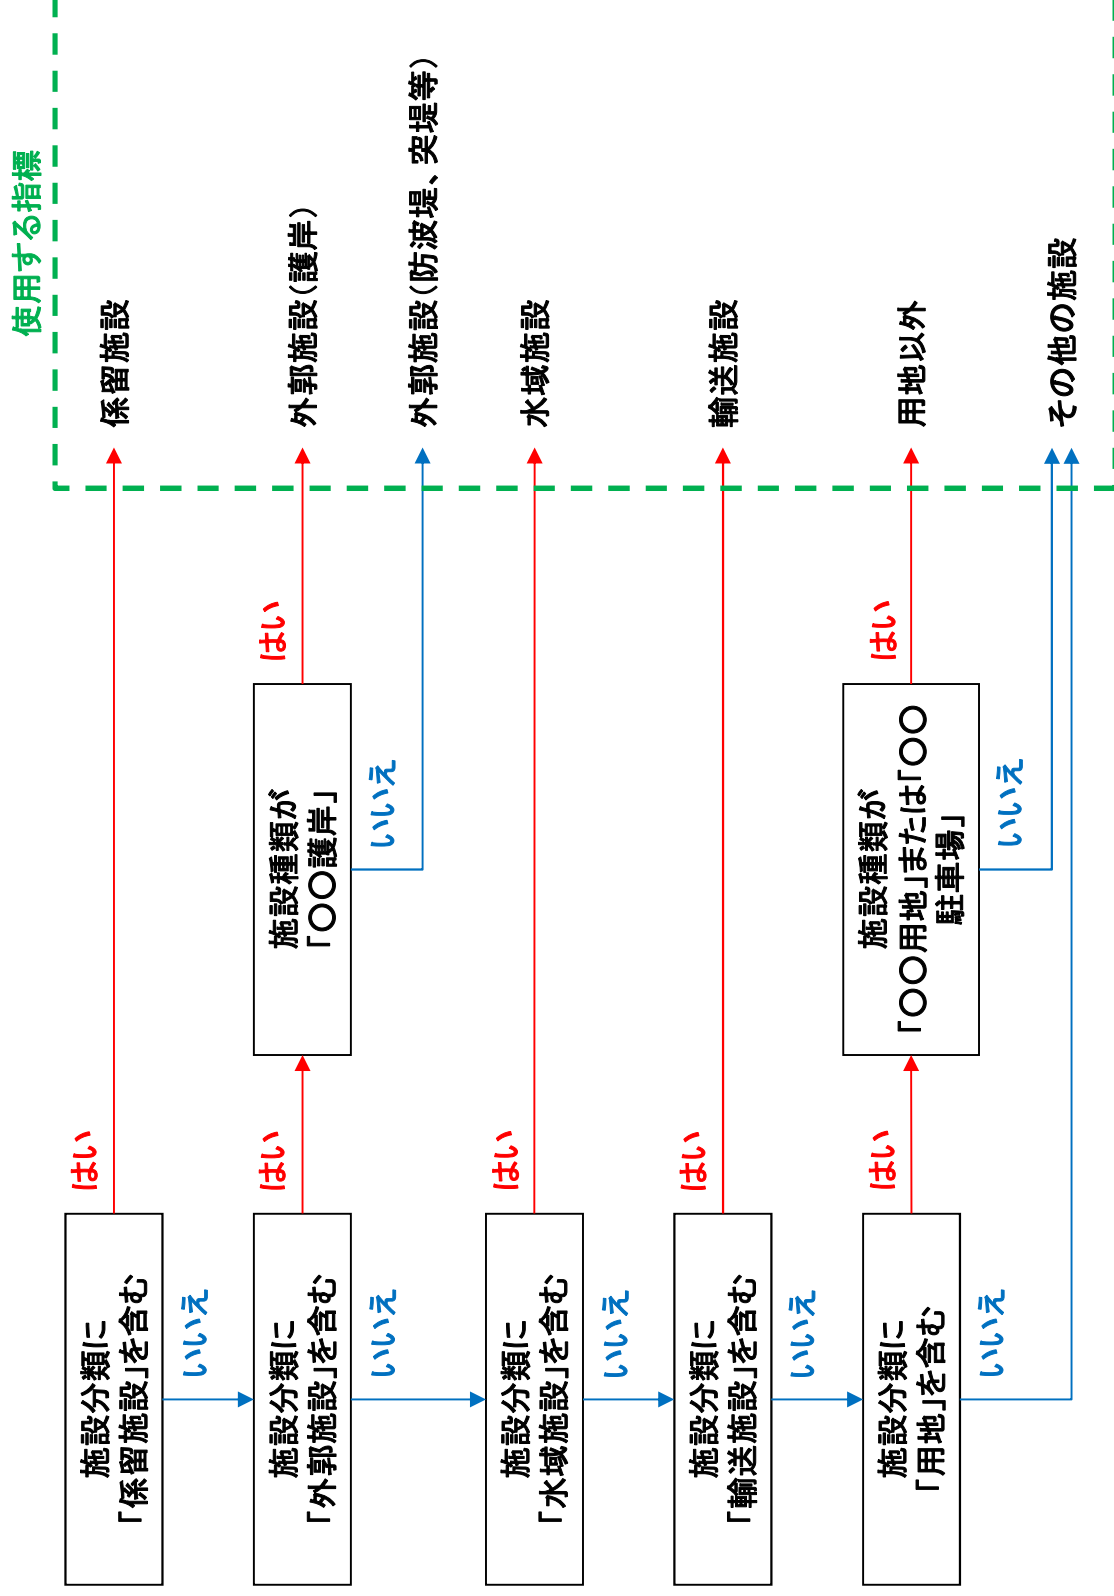 使用する指標
施設分類に
「係留施設」を含む
はい
係留施設
いいえ
施設分類に
「外郭施設」を含む
はい
施設種類が
「〇〇護岸」
はい
外郭施設(護岸)
いいえ
外郭施設(防波堤、突堤等)
いいえ
施設分類に
「水域施設」を含む
はい
水域施設
いいえ
施設分類に
「輸送施設」を含む
はい
輸送施設
いいえ
施設分類に
「用地」を含む
はい
施設種類が
「〇〇用地」または「〇〇
駐車場」
はい
用地以外
いいえ
いいえ
その他の施設